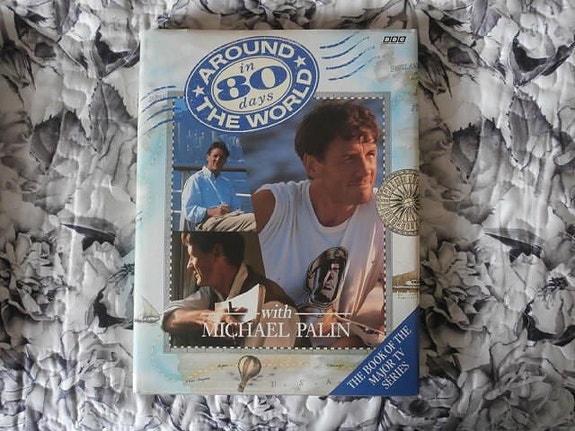 BBC
AROUND
in
80
days
THE WORLD
with
MICHAEL PALIN
THE BOOK OF THE
MAJOR TV
SERIES
U S A